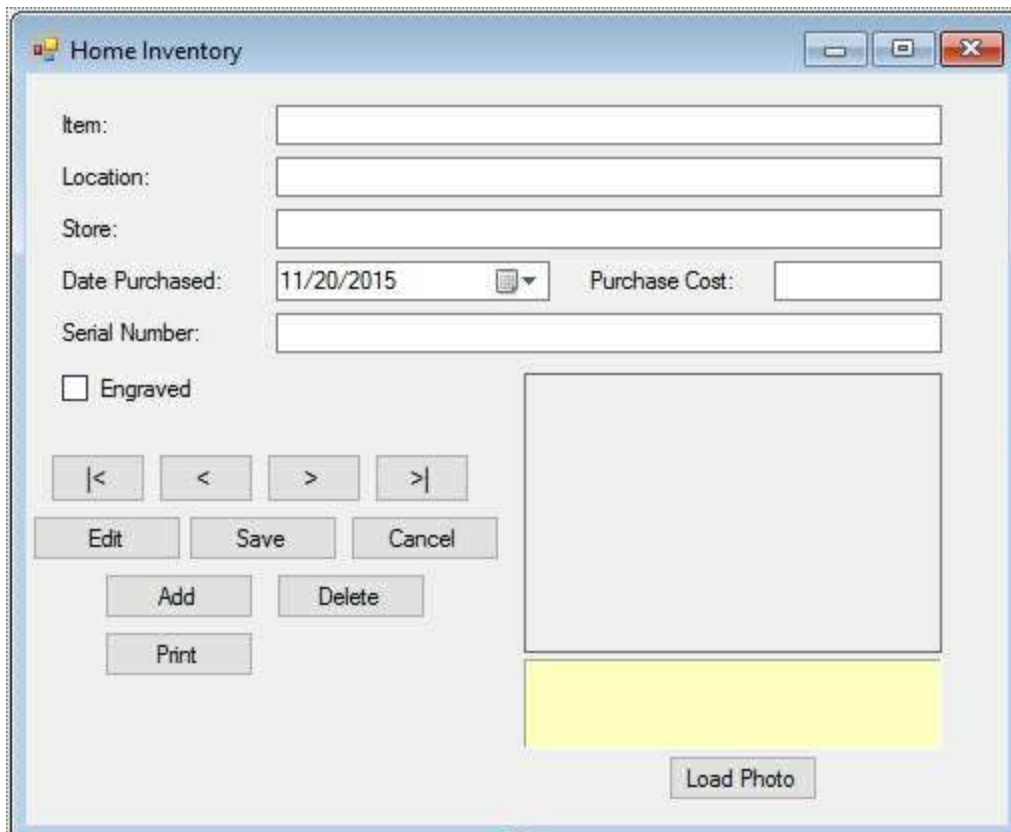 Home Inventory
Item:
Location:
Store:
Date Purchased: 11/20/2015 Purchase Cost:
Serial Number:
Engraved
|< < > >|
Edit Save Cancel
Add Delete
Print
Load Photo